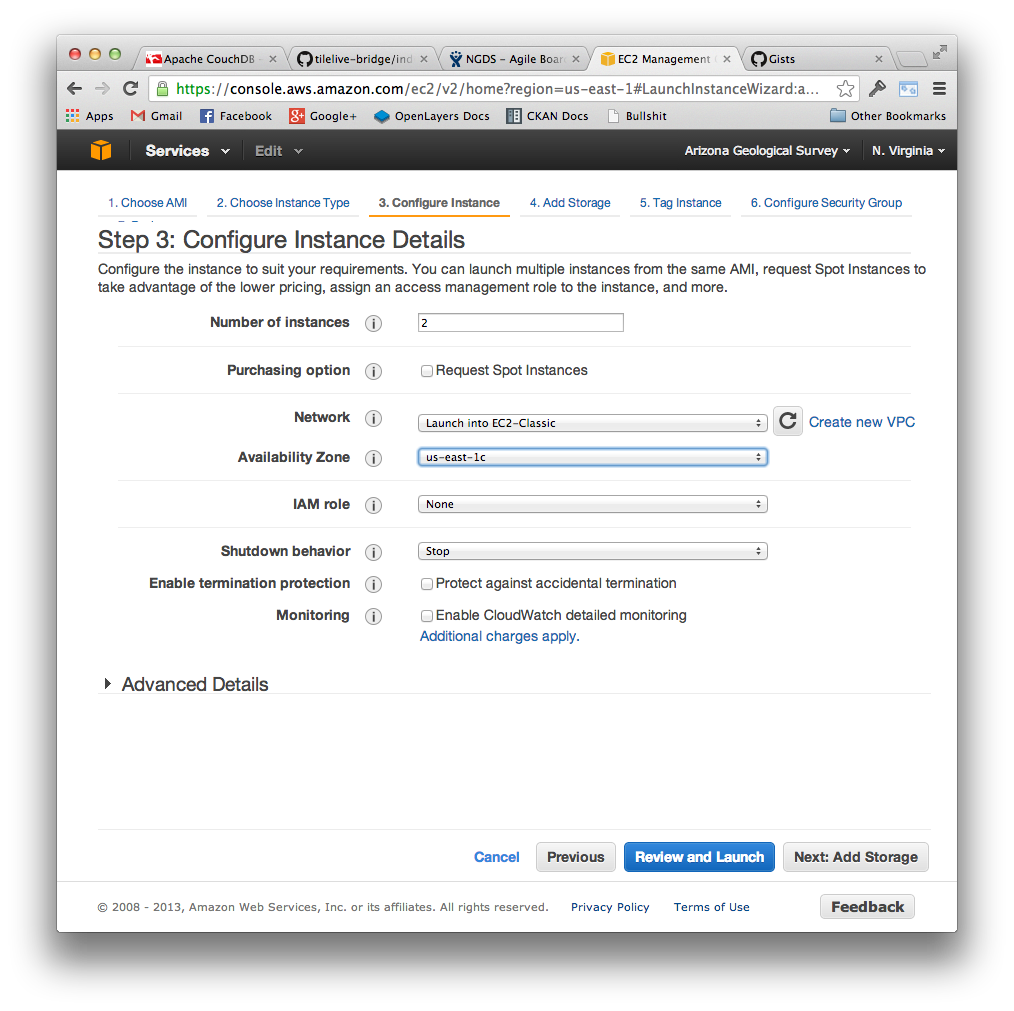 Apache CouchDB
tilelive-bridge/ind
NGDS – Agile Boar
EC2 Management
Gists
https://console.aws.amazon.com/ec2/v2/home?region=us-east-1#LaunchInstanceWizard:a...
Apps Gmail Facebook Google+ OpenLayers Docs CKAN Docs Bullshit Other Bookmarks
Services Edit Arizona Geological Survey N. Virginia
1. Choose AMI 2. Choose Instance Type 3. Configure Instance 4. Add Storage 5. Tag Instance 6. Configure Security Group
Step 3: Configure Instance Details
Configure the instance to suit your requirements. You can launch multiple instances from the same AMI, request Spot Instances to
take advantage of the lower pricing, assign an access management role to the instance, and more.
Number of instances 2
Purchasing option Request Spot Instances
Network Launch into EC2-Classic Create new VPC
Availability Zone us-east-1c
IAM role None
Shutdown behavior Stop
Enable termination protection Protect against accidental termination
Monitoring Enable CloudWatch detailed monitoring
Additional charges apply.
Advanced Details
Cancel Previous Review and Launch Next: Add Storage
© 2008 - 2013, Amazon Web Services, Inc. or its affiliates. All rights reserved. Privacy Policy Terms of Use Feedback